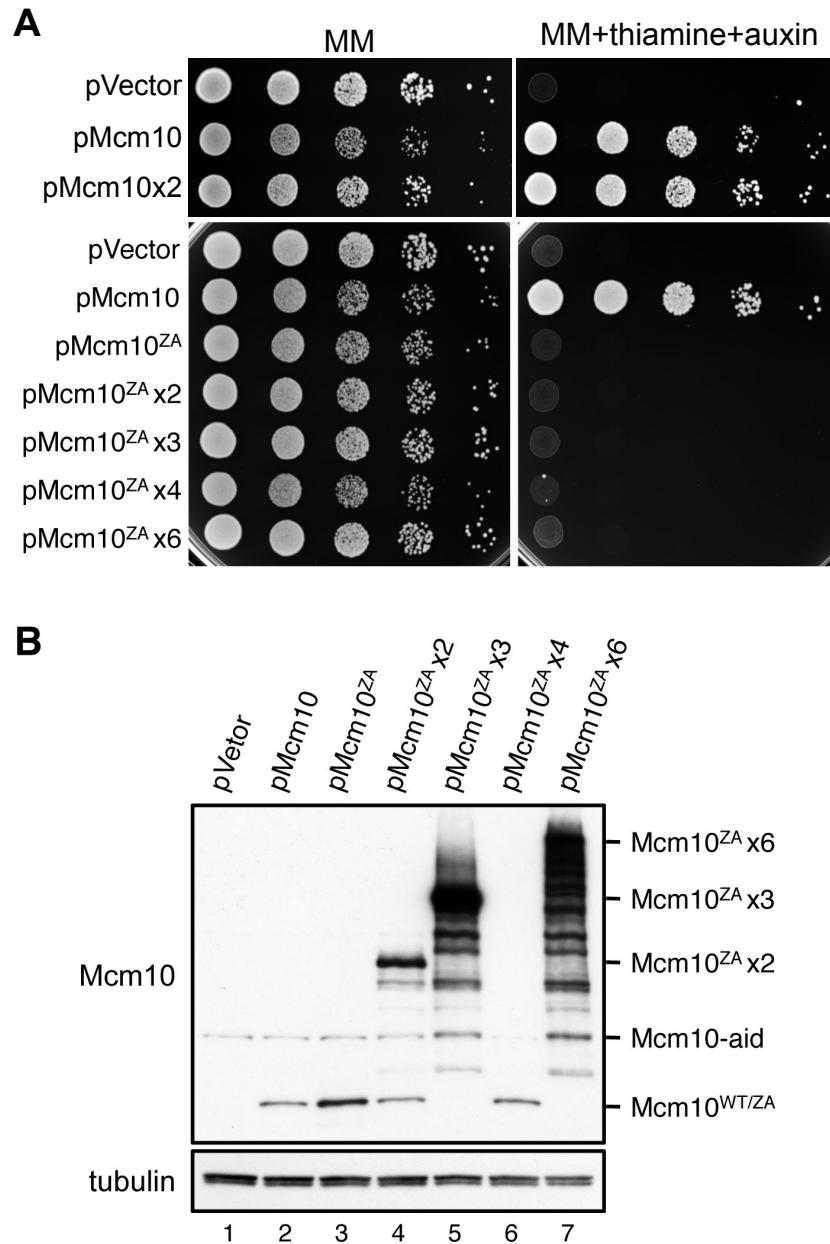 A
MM
MM+thiamine+auxin
pVector
pMcm10
pMcm10x2
pVector
pMcm10
pMcm10ᶻᴬ
pMcm10ᶻᴬ x2
pMcm10ᶻᴬ x3
pMcm10ᶻᴬ x4
pMcm10ᶻᴬ x6
B
pVetor
pMcm10
pMcm10ᶻᴬ
pMcm10ᶻᴬ x2
pMcm10ᶻᴬ x3
pMcm10ᶻᴬ x4
pMcm10ᶻᴬ x6
Mcm10ᶻᴬ x6
Mcm10ᶻᴬ x3
Mcm10ᶻᴬ x2
Mcm10
Mcm10-aid
Mcm10ᵂᵀ/ᶻᴬ
tubulin
1 2 3 4 5 6 7